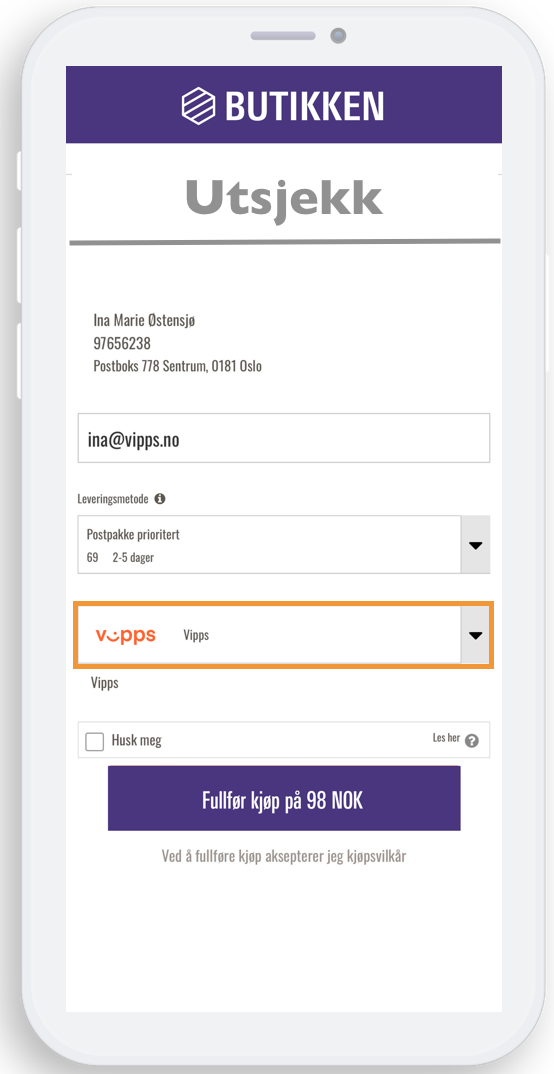 BUTIKKEN
Utsjekk
Ina Marie Østensjø
97656238
Postboks 778 Sentrum, 0181 Oslo
ina@vipps.no
Leveringsmetode
Postpakke prioritert
69 2-5 dager
vipps Vipps
Vipps
Husk meg Les her ?
Fullfør kjøp på 98 NOK
Ved å fullføre kjøp aksepterer jeg kjøpsvilkår